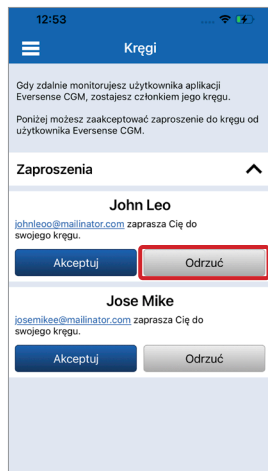 12:53
Kręgi
Gdy zdalnie monitorujesz użytkownika aplikacji
Eversense CGM, zostajesz członkiem jego kręgu.
Poniżej możesz zaakceptować zaproszenie do kręgu od
użytkownika Eversense CGM.
Zaproszenia
John Leo
johnleoo@mailinator.com zaprasza Cię do
swojego kręgu.
Akceptuj Odrzuć
Jose Mike
josemikee@mailinator.com zaprasza Cię do
swojego kręgu.
Akceptuj Odrzuć